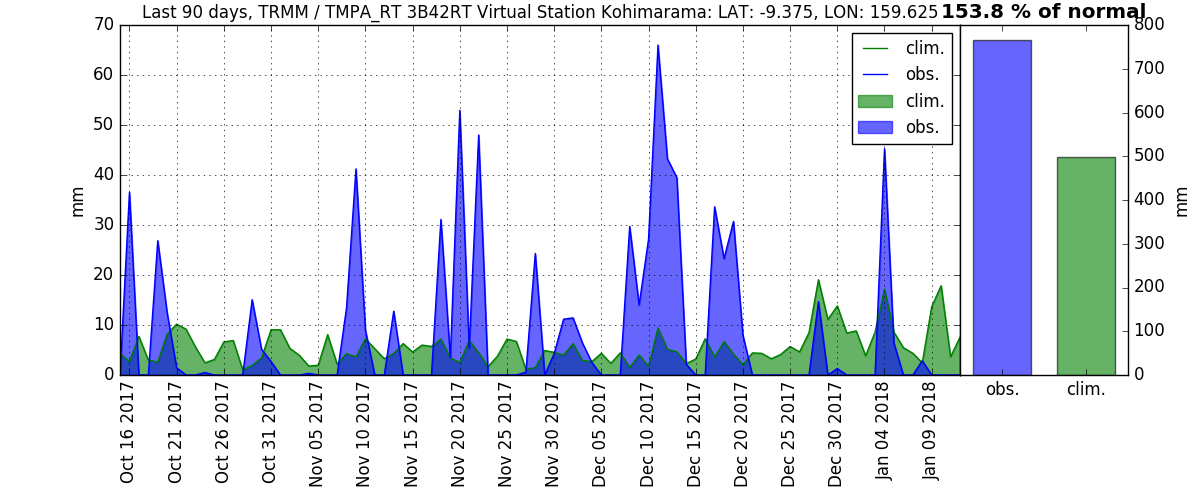 Last 90 days, TRMM / TMPA_RT 3B42RT Virtual Station Kohimarama: LAT: -9.375, LON: 159.625 153.8 % of normal
70
60
50
40
30
20
10
0
mm
clim.
obs.
clim.
obs.
800
700
600
500
400
300
200
100
0
mm
obs.
clim.
Oct 16 2017
Oct 21 2017
Oct 26 2017
Oct 31 2017
Nov 05 2017
Nov 10 2017
Nov 15 2017
Nov 20 2017
Nov 25 2017
Nov 30 2017
Dec 05 2017
Dec 10 2017
Dec 15 2017
Dec 20 2017
Dec 25 2017
Dec 30 2017
Jan 04 2018
Jan 09 2018